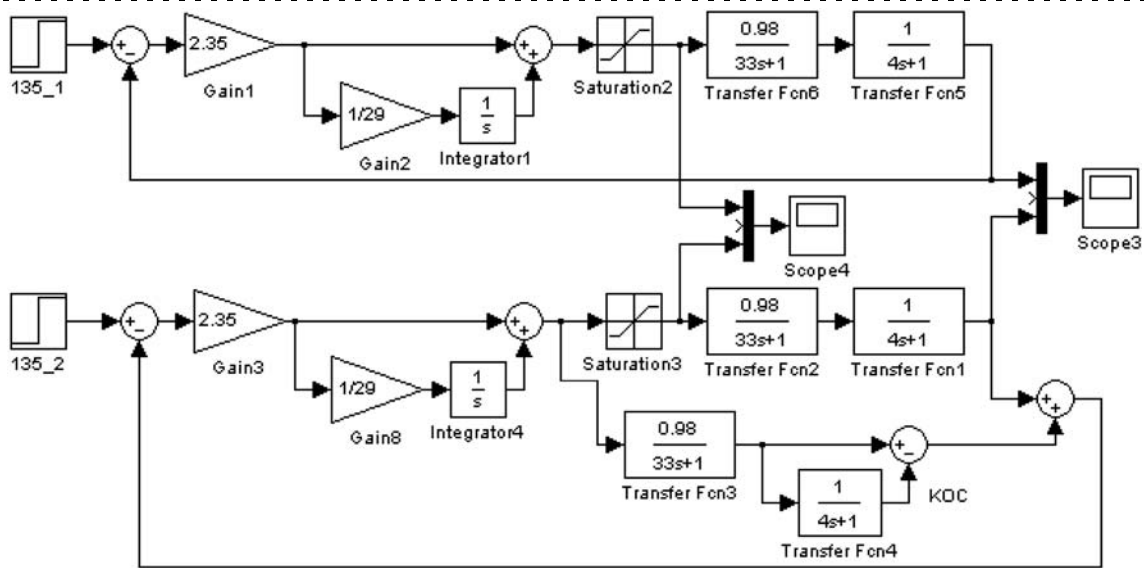 135_1
+
−
2.35
Gain1
1/29
Gain2
1
s
Integrator1
+
+
Saturation2
0.98
33s+1
Transfer Fcn6
1
4s+1
Transfer Fcn5
Scope4
Scope3
135_2
+
−
2.35
Gain3
1/29
Gain8
1
s
Integrator4
+
+
Saturation3
0.98
33s+1
Transfer Fcn2
1
4s+1
Transfer Fcn1
0.98
33s+1
Transfer Fcn3
1
4s+1
Transfer Fcn4
+
−
KOC
+
+